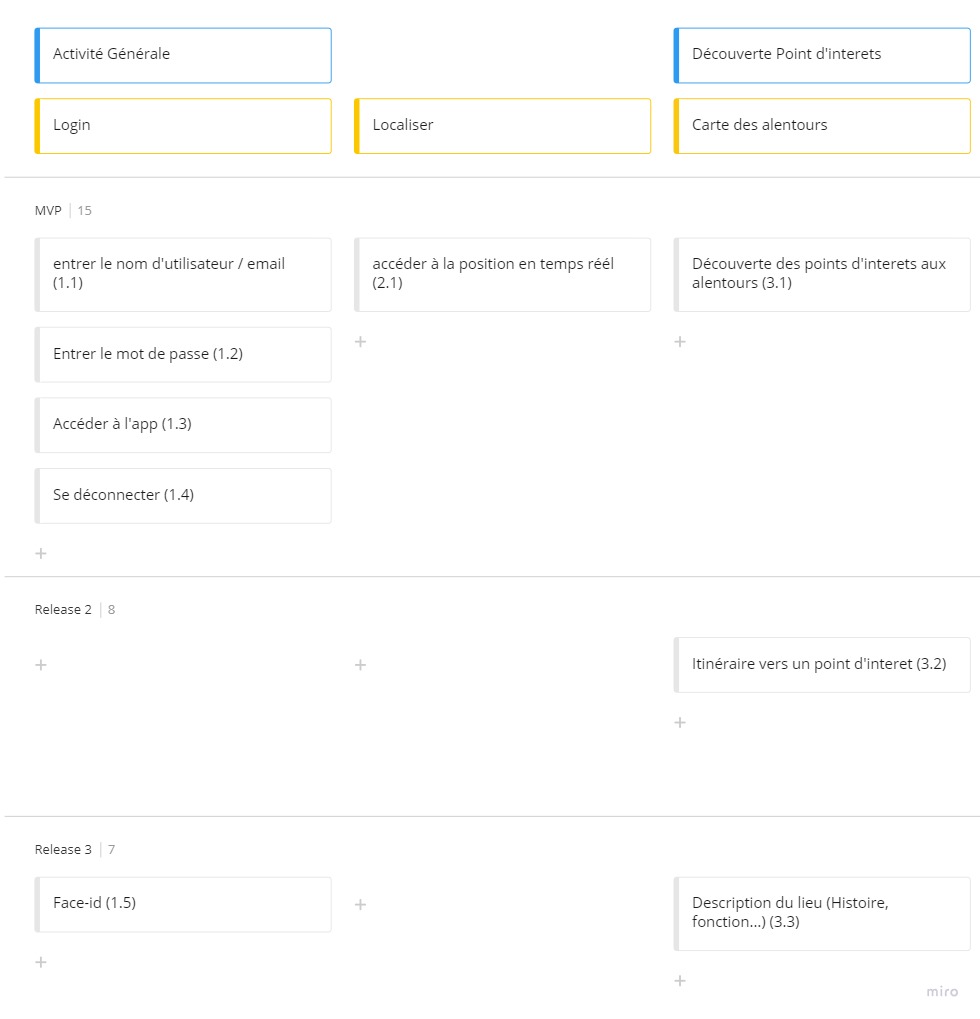 Activité Générale
Découverte Point d'interets
Login
Localiser
Carte des alentours
MVP | 15
entrer le nom d'utilisateur / email
(1.1)
accéder à la position en temps réél
(2.1)
Découverte des points d'interets aux
alentours (3.1)
+
+
Entrer le mot de passe (1.2)
Accéder à l'app (1.3)
Se déconnecter (1.4)
+
Release 2 | 8
+
+
Itinéraire vers un point d'interet (3.2)
+
Release 3 | 7
Face-id (1.5)
+
Description du lieu (Histoire,
fonction...) (3.3)
+
+
miro